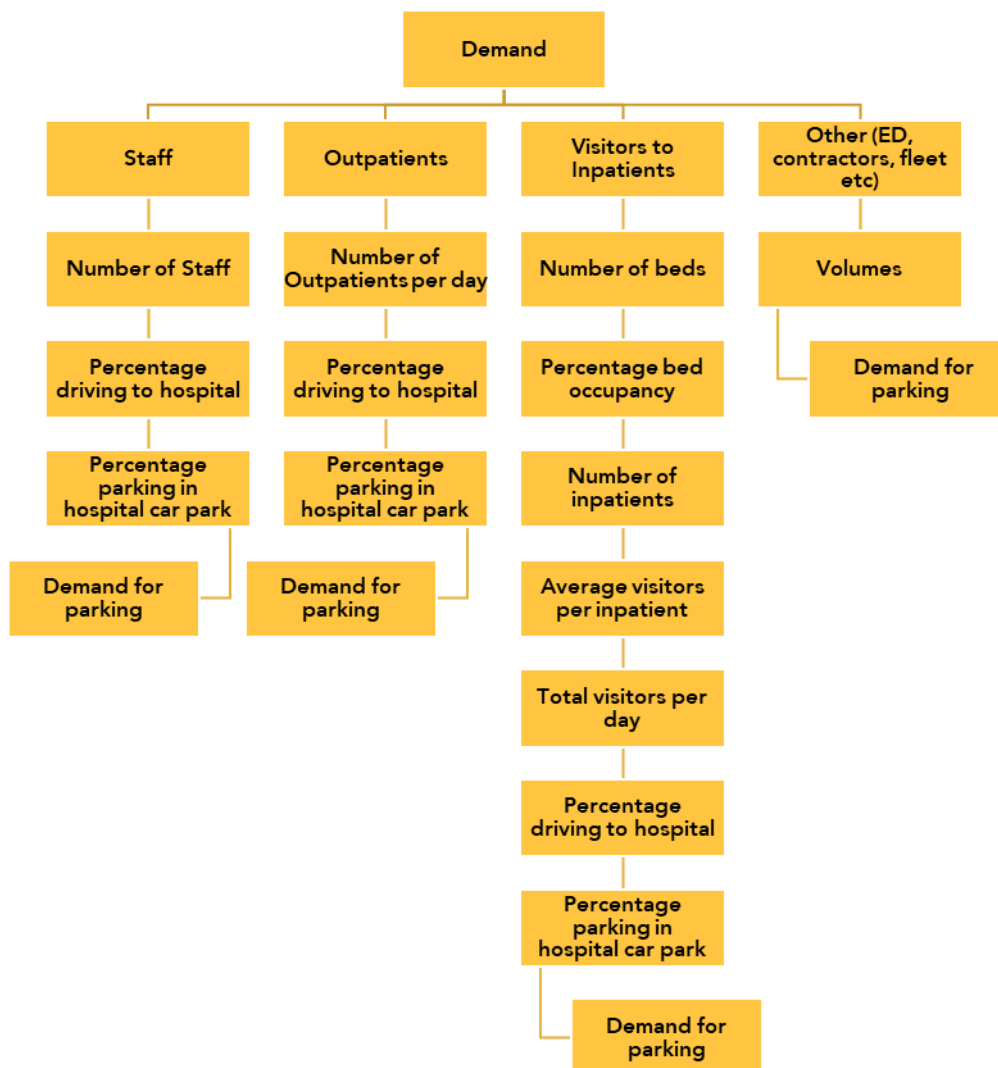 Demand
Staff
Outpatients
Visitors to
Inpatients
Other (ED,
contractors, fleet
etc)
Number of Staff
Number of
Outpatients per day
Number of beds
Volumes
Percentage
driving to hospital
Percentage
driving to hospital
Percentage bed
occupancy
Demand for
parking
Percentage
parking in
hospital car park
Percentage
parking in
hospital car park
Number of
inpatients
Demand for
parking
Demand for
parking
Average visitors
per inpatient
Total visitors per
day
Percentage
driving to hospital
Percentage
parking in
hospital car park
Demand for
parking